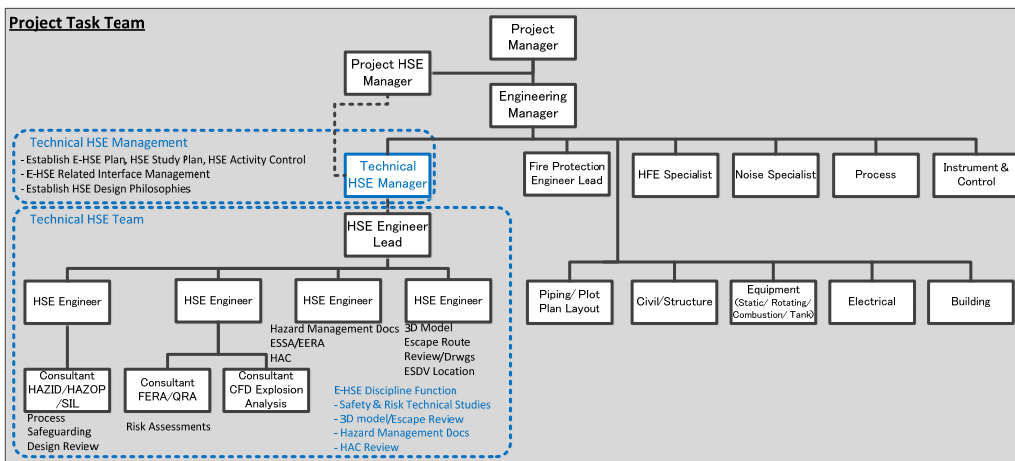 Project Task Team
Project
Manager
Project HSE
Manager
Engineering
Manager
Technical HSE Management
- Establish E-HSE Plan, HSE Study Plan, HSE Activity Control
- E-HSE Related Interface Management
- Establish HSE Design Philosophies
Technical
HSE Manager
Fire Protection
Engineer Lead
HFE Specialist
Noise Specialist
Process
Instrument &
Control
Technical HSE Team
HSE Engineer
Lead
HSE Engineer
HSE Engineer
HSE Engineer
HSE Engineer
Piping/ Plot
Plan Layout
Civil/Structure
Equipment
(Static/ Rotating/
Combustion/ Tank)
Electrical
Building
Hazard Management Docs
ESSA/EERA
HAC
3D Model
Escape Route
Review/Drwgs
ESDV Location
Consultant
HAZID/HAZOP
/SIL
Process
Safeguarding
Design Review
Consultant
FERA/QRA
Risk Assessments
Consultant
CFD Explosion
Analysis
E-HSE Discipline Function
- Safety & Risk Technical Studies
- 3D model/Escape Review
- Hazard Management Docs
- HAC Review